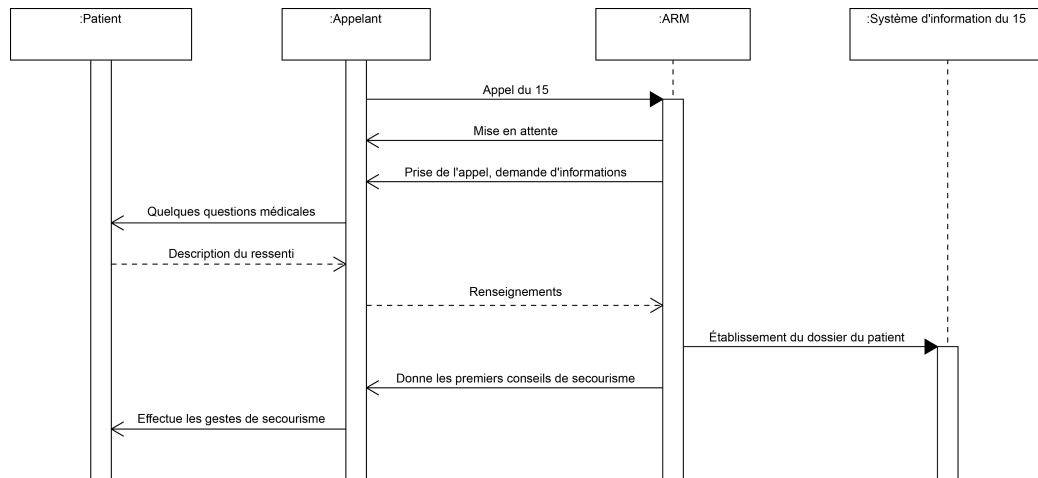 :Patient
:Appelant
:ARM
:Système d'information du 15
Appel du 15
Mise en attente
Prise de l'appel, demande d'informations
Quelques questions médicales
Description du ressenti
Renseignements
Établissement du dossier du patient
Donne les premiers conseils de secourisme
Effectue les gestes de secourisme